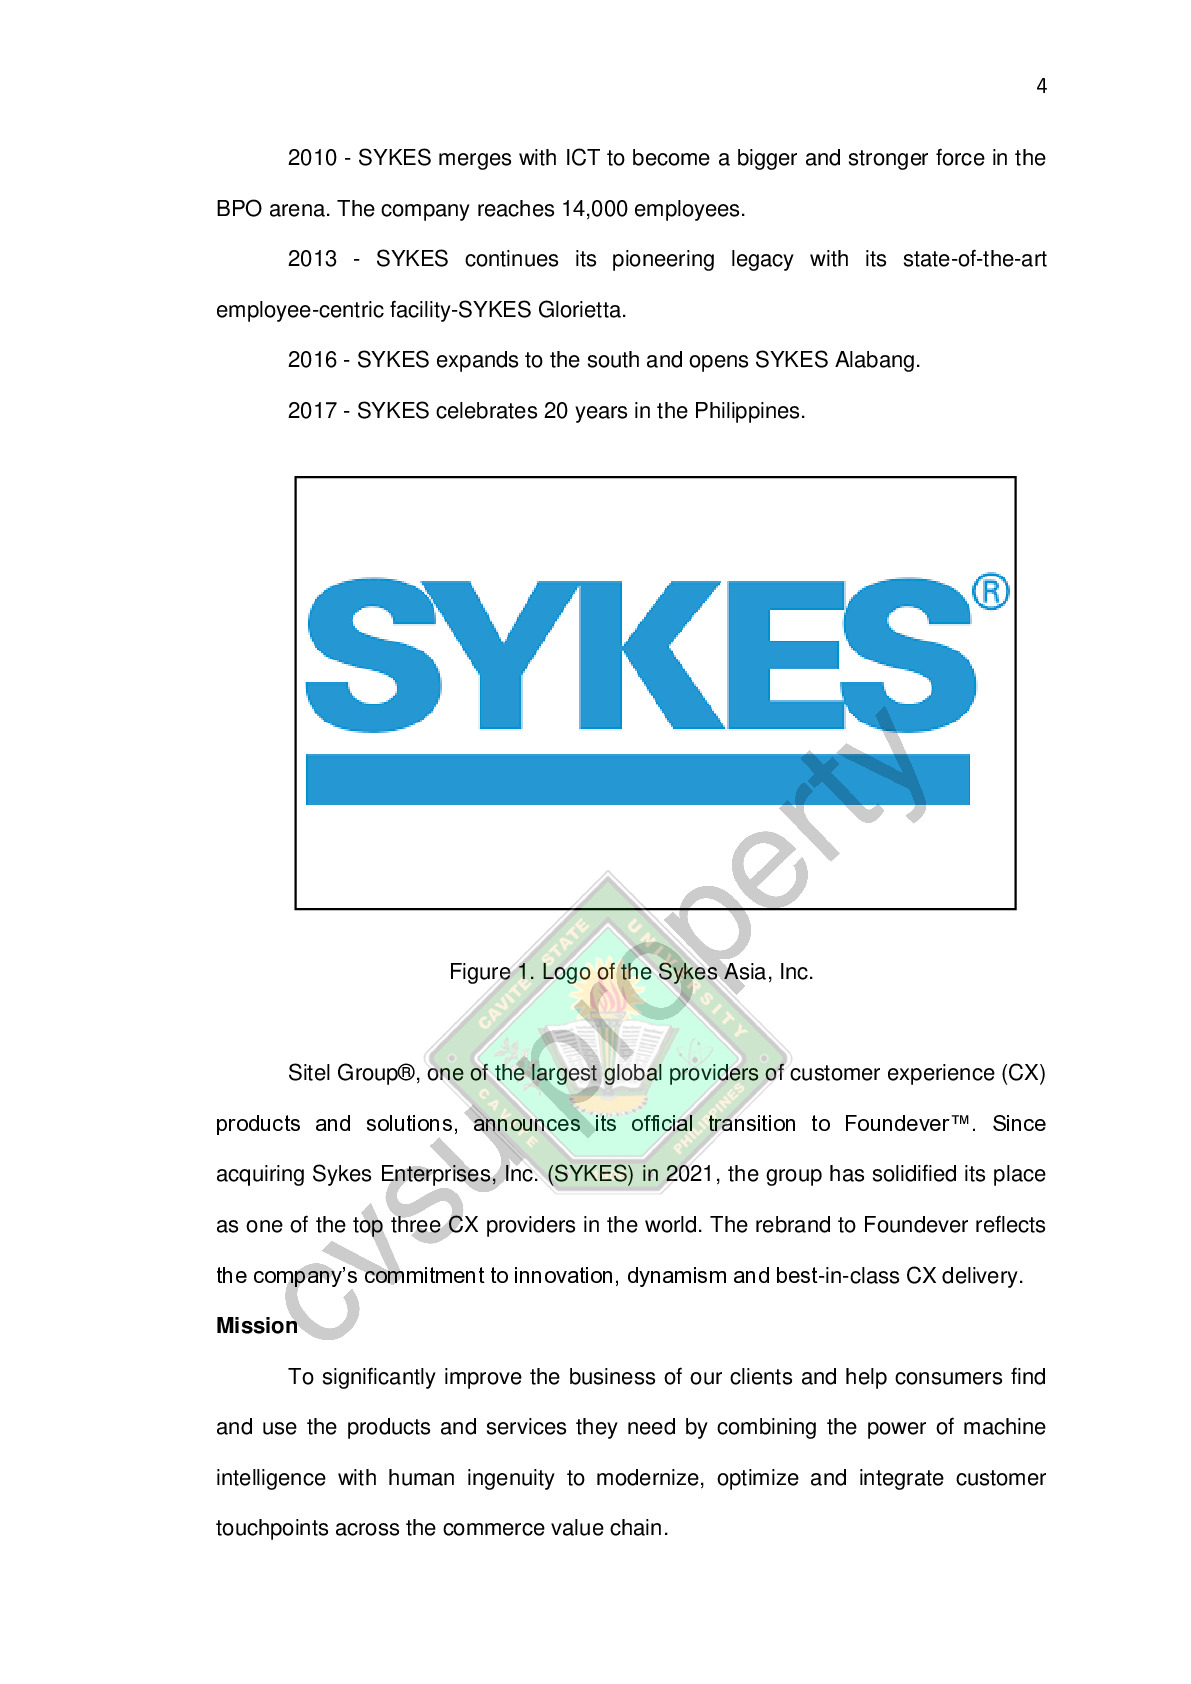 4
2010 - SYKES merges with ICT to become a bigger and stronger force in the
BPO arena. The company reaches 14,000 employees.
2013 - SYKES continues its pioneering legacy with its state-of-the-art
employee-centric facility-SYKES Glorietta.
2016 - SYKES expands to the south and opens SYKES Alabang.
2017 - SYKES celebrates 20 years in the Philippines.
SYKES®
Figure 1. Logo of the Sykes Asia, Inc.
Sitel Group®, one of the largest global providers of customer experience (CX)
products and solutions, announces its official transition to Foundever™. Since
acquiring Sykes Enterprises, Inc. (SYKES) in 2021, the group has solidified its place
as one of the top three CX providers in the world. The rebrand to Foundever reflects
the company’s commitment to innovation, dynamism and best-in-class CX delivery.
Mission
To significantly improve the business of our clients and help consumers find
and use the products and services they need by combining the power of machine
intelligence with human ingenuity to modernize, optimize and integrate customer
touchpoints across the commerce value chain.
cvsu property
CAVITE STATE UNIVERSITY
CAVITE
PHILIPPINES